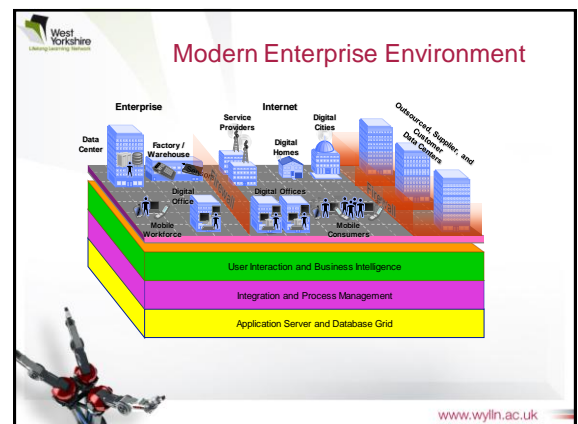 West
Yorkshire
Lifelong Learning Network
Modern Enterprise Environment
Enterprise
Internet
Data
Center
Factory /
Warehouse
Service
Providers
Digital
Homes
Digital
Cities
Outsourced, Supplier, and
Customer
Data Centers
Firewall
Firewall
Digital
Office
Digital Offices
Mobile
Workforce
Mobile
Consumers
User Interaction and Business Intelligence
Integration and Process Management
Application Server and Database Grid
www.wylln.ac.uk